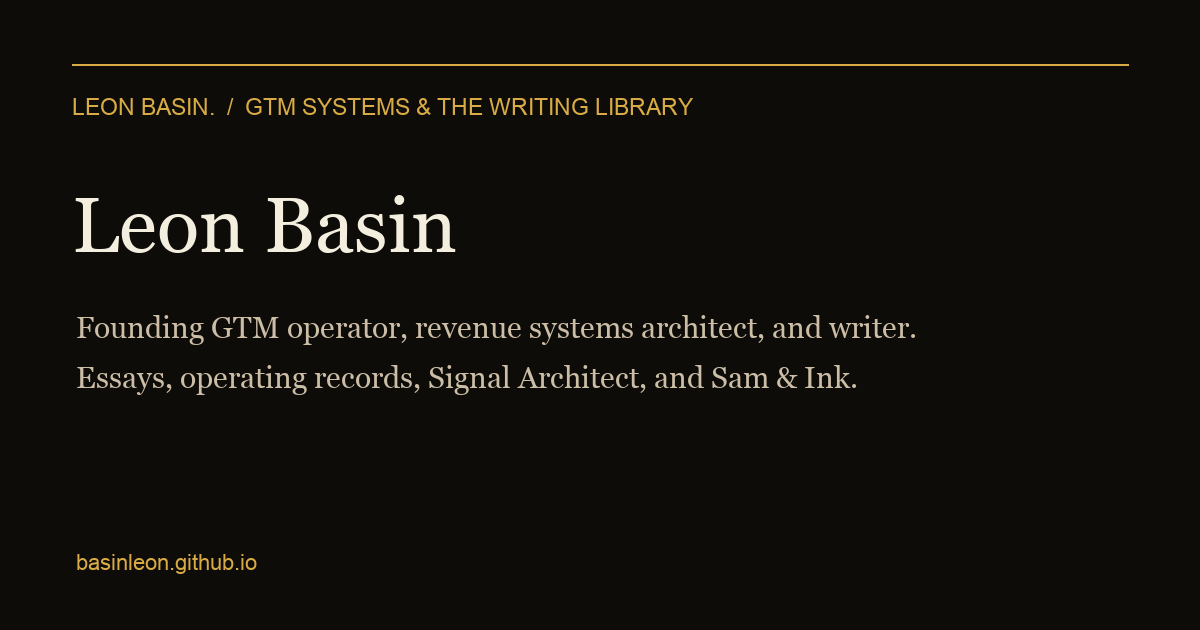 LEON BASIN. / GTM SYSTEMS & THE WRITING LIBRARY
Leon Basin
Founding GTM operator, revenue systems architect, and writer.
Essays, operating records, Signal Architect, and Sam & Ink.
basinleon.github.io